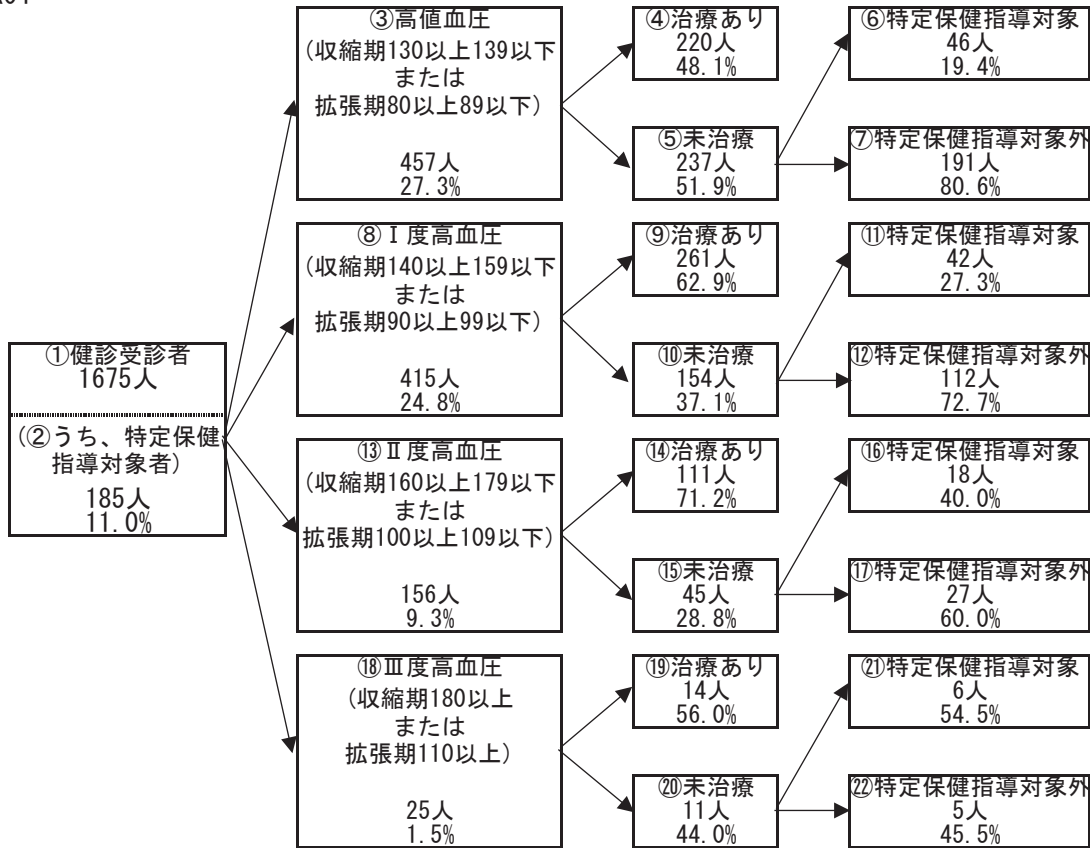 ①健診受診者
1675人
(②うち、特定保健
指導対象者)
185人
11.0%
③高値血圧
(収縮期130以上139以下
または
拡張期80以上89以下)
457人
27.3%
④治療あり
220人
48.1%
⑤未治療
237人
51.9%
⑥特定保健指導対象
46人
19.4%
⑦特定保健指導対象外
191人
80.6%
⑧Ⅰ度高血圧
(収縮期140以上159以下
または
拡張期90以上99以下)
415人
24.8%
⑨治療あり
261人
62.9%
⑩未治療
154人
37.1%
⑪特定保健指導対象
42人
27.3%
⑫特定保健指導対象外
112人
72.7%
⑬Ⅱ度高血圧
(収縮期160以上179以下
または
拡張期100以上109以下)
156人
9.3%
⑭治療あり
111人
71.2%
⑮未治療
45人
28.8%
⑯特定保健指導対象
18人
40.0%
⑰特定保健指導対象外
27人
60.0%
⑱Ⅲ度高血圧
(収縮期180以上
または
拡張期110以上)
25人
1.5%
⑲治療あり
14人
56.0%
⑳未治療
11人
44.0%
㉑特定保健指導対象
6人
54.5%
㉒特定保健指導対象外
5人
45.5%